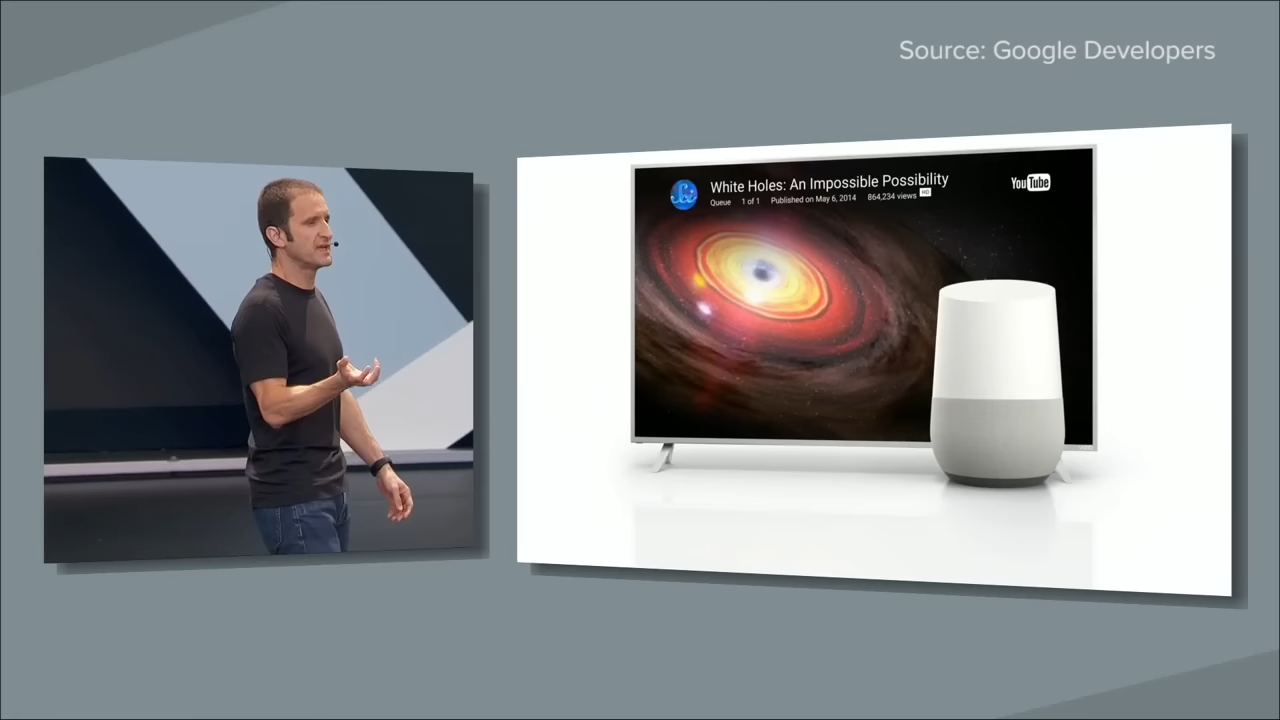 Source: Google Developers
White Holes: An Impossible Possibility
Queue 1 of 1 Published on May 6, 2014 864,234 views HD
YouTube